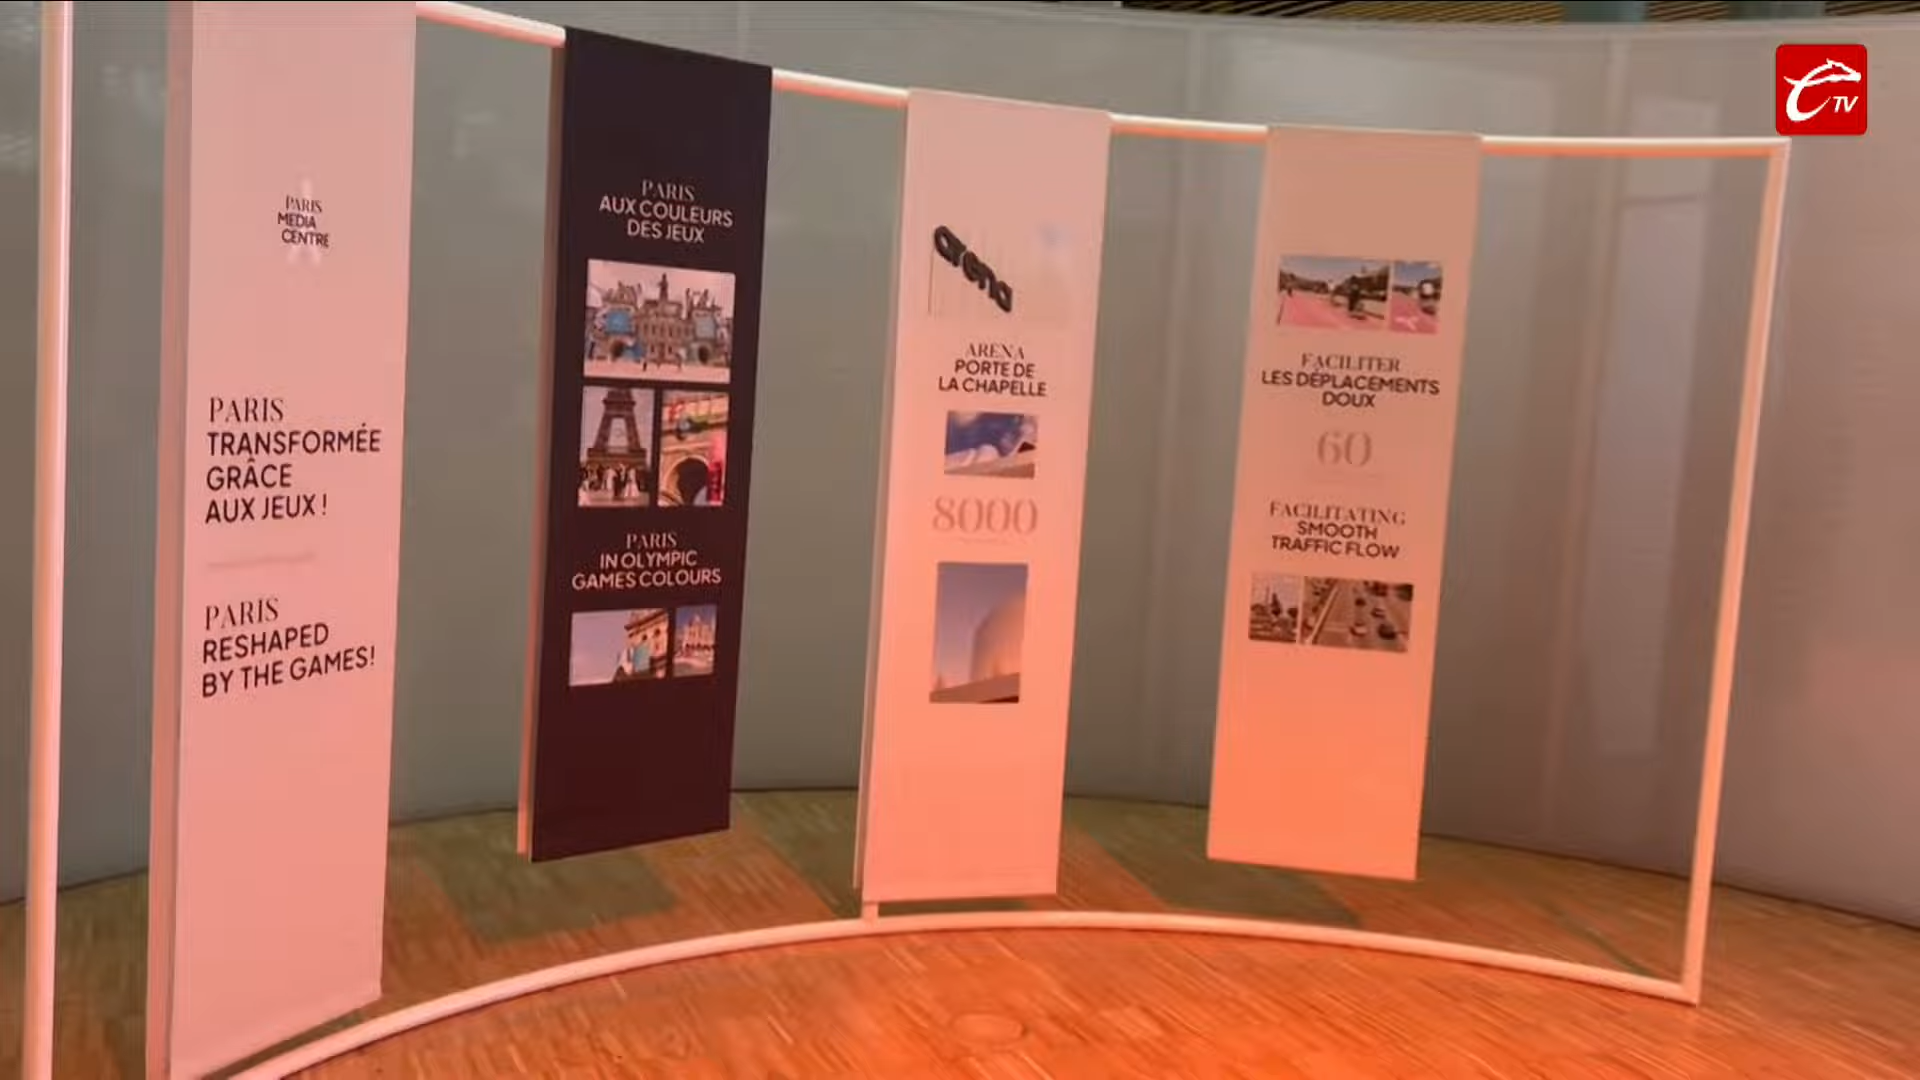 PARIS
MEDIA
CENTRE
PARIS
TRANSFORMÉE
GRÂCE
AUX JEUX !
PARIS
RESHAPED
BY THE GAMES!
PARIS
AUX COULEURS
DES JEUX
PARIS
IN OLYMPIC
GAMES COLOURS
arena
ARENA
PORTE DE
LA CHAPELLE
8000
FACILITER
LES DÉPLACEMENTS
DOUX
60
FACILITATING
SMOOTH
TRAFFIC FLOW
TV